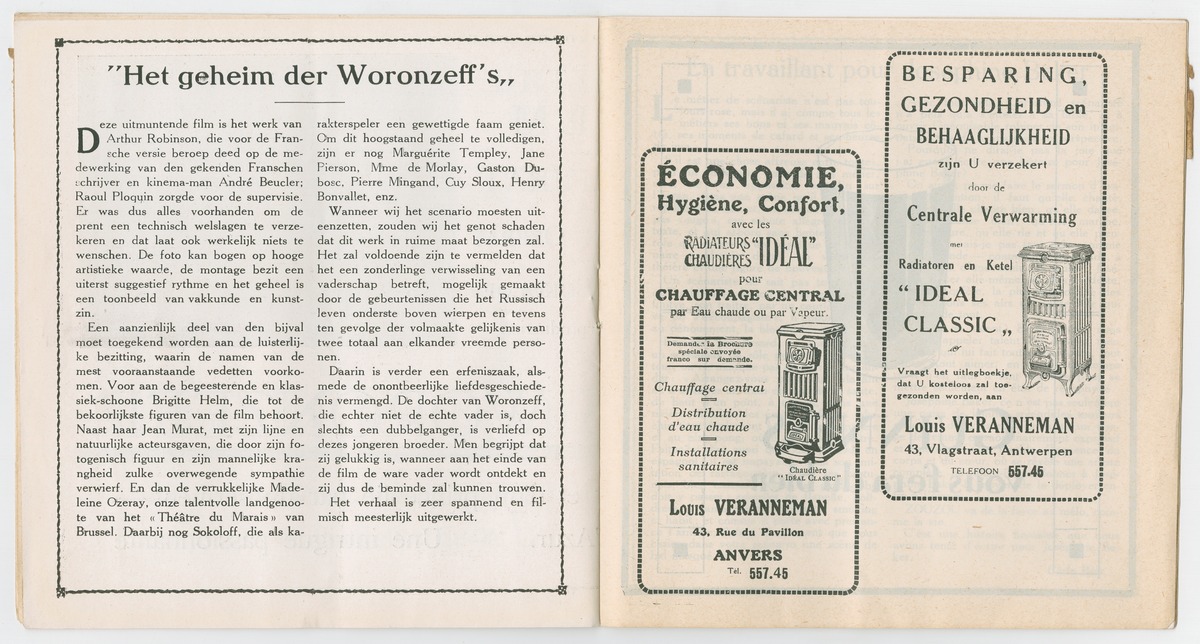 "Het geheim der Woronzeff's„
Deze uitmuntende film is het werk van
Arthur Robinson, die voor de Fran-
sche versie beroep deed op de me-
dewerking van den gekenden Franschen
schrijver en kinema-man André Beucler;
Raoul Ploquin zorgde voor de supervisie.
Er was dus alles voorhanden om de
prent een technisch welslagen te verze-
keren en dat laat ook werkelijk niets te
wenschen. De foto kan bogen op hooge
artistieke waarde, de montage bezit een
uiterst suggestief rythme en het geheel is
een toonbeeld van vakkunde en kunst-
zin.
Een aanzienlijk deel van den bijval
moet toegekend worden aan de luisterlij-
ke bezitting, waarin de namen van de
mest vooraanstaande vedetten voorko-
men. Voor aan de begeesterende en klas-
siek-schoone Brigitte Helm, die tot de
bekoorlijkste figuren van de film behoort.
Naast haar Jean Murat, met zijn lijne en
natuurlijke acteursgaven, die door zijn fo-
togenisch figuur en zijn mannelijke kra-
ngheid zulke overwegende sympathie
verwierf. En dan de verrukkelijke Made-
leine Ozeray, onze talentvolle landgenoo-
te van het « Théâtre du Marais » van
Brussel. Daarbij nog Sokoloff, die als ka-
rakterspeler een gewettigde faam geniet.
Om dit hoogstaand geheel te volledigen,
zijn er nog Marguérite Templey, Jane
Pierson, Mme de Morlay, Gaston Du-
bosc, Pierre Mingand, Cuy Sloux, Henry
Bonvallet, enz.
Wanneer wij het scenario moesten uit-
eenzetten, zouden wij het genot schaden
dat dit werk in ruime maat bezorgen zal.
Het zal voldoende zijn te vermelden dat
het een zonderlinge verwisseling van een
vaderschap betreft, mogelijk gemaakt
door de gebeurtenissen die het Russisch
leven onderste boven wierpen en tevens
ten gevolge der volmaakte gelijkenis van
twee totaal aan elkander vreemde perso-
nen.
Daarin is verder een erfeniszaak, als-
mede de onontbeerlijke liefdesgeschiede-
nis vermengd. De dochter van Woronzeff,
die echter niet de echte vader is, doch
slechts een dubbelganger, is verliefd op
dezes jongeren broeder. Men begrijpt dat
zij gelukkig is, wanneer aan het einde van
de film de ware vader wordt ontdekt en
zij dus de beminde zal kunnen trouwen.
Het verhaal is zeer spannend en fil-
misch meesterlijk uitgewerkt.
ÉCONOMIE,
Hygiène, Confort,
avec les
RADIATEURS "IDÉAL"
CHAUDIÈRES
pour
CHAUFFAGE CENTRAL
par Eau chaude ou par Vapeur.
Demandez la Brochure
spéciale envoyée
franco sur demande.
Chauffage central
Distribution
d'eau chaude
Installations
sanitaires
Chaudière
"IDÉAL CLASSIC"
Louis VERANNEMAN
43, Rue du Pavillon
ANVERS
Tél. 557.45
BESPARING,
GEZONDHEID en
BEHAAGLIJKHEID
zijn U verzekert
door de
Centrale Verwarming
met
Radiatoren en Ketel
"IDEAL
CLASSIC„
Vraagt het uitlegboekje,
dat U kosteloos zal toe-
gezonden worden, aan
Louis VERANNEMAN
43, Vlagstraat, Antwerpen
TELEFOON 557.45